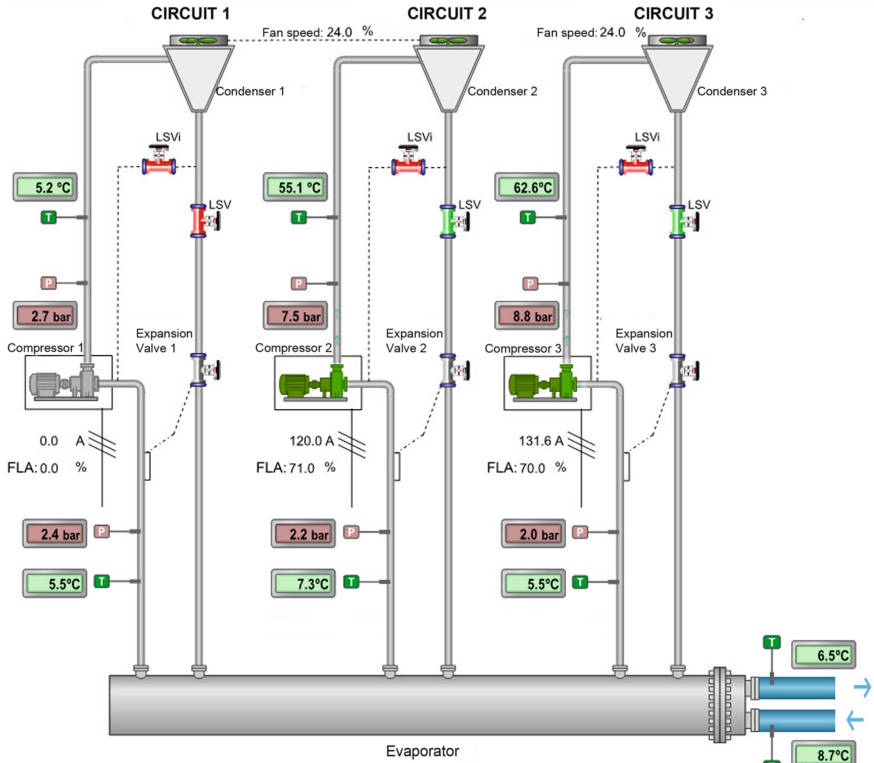 CIRCUIT 1
CIRCUIT 2
CIRCUIT 3
Fan speed: 24.0 %
Fan speed: 24.0 %
Condenser 1
Condenser 2
Condenser 3
LSVi
LSVi
LSVi
5.2 ºC
55.1 ºC
62.6ºC
LSV
LSV
LSV
T
T
T
P
P
P
2.7 bar
7.5 bar
8.8 bar
Expansion
Valve 1
Expansion
Valve 2
Expansion
Valve 3
Compressor 1
Compressor 2
Compressor 3
0.0 A
120.0 A
131.6 A
FLA: 0.0 %
FLA: 71.0 %
FLA: 70.0 %
2.4 bar
P
2.2 bar
P
2.0 bar
P
5.5ºC
T
7.3ºC
T
5.5ºC
T
T
6.5ºC
Evaporator
8.7ºC